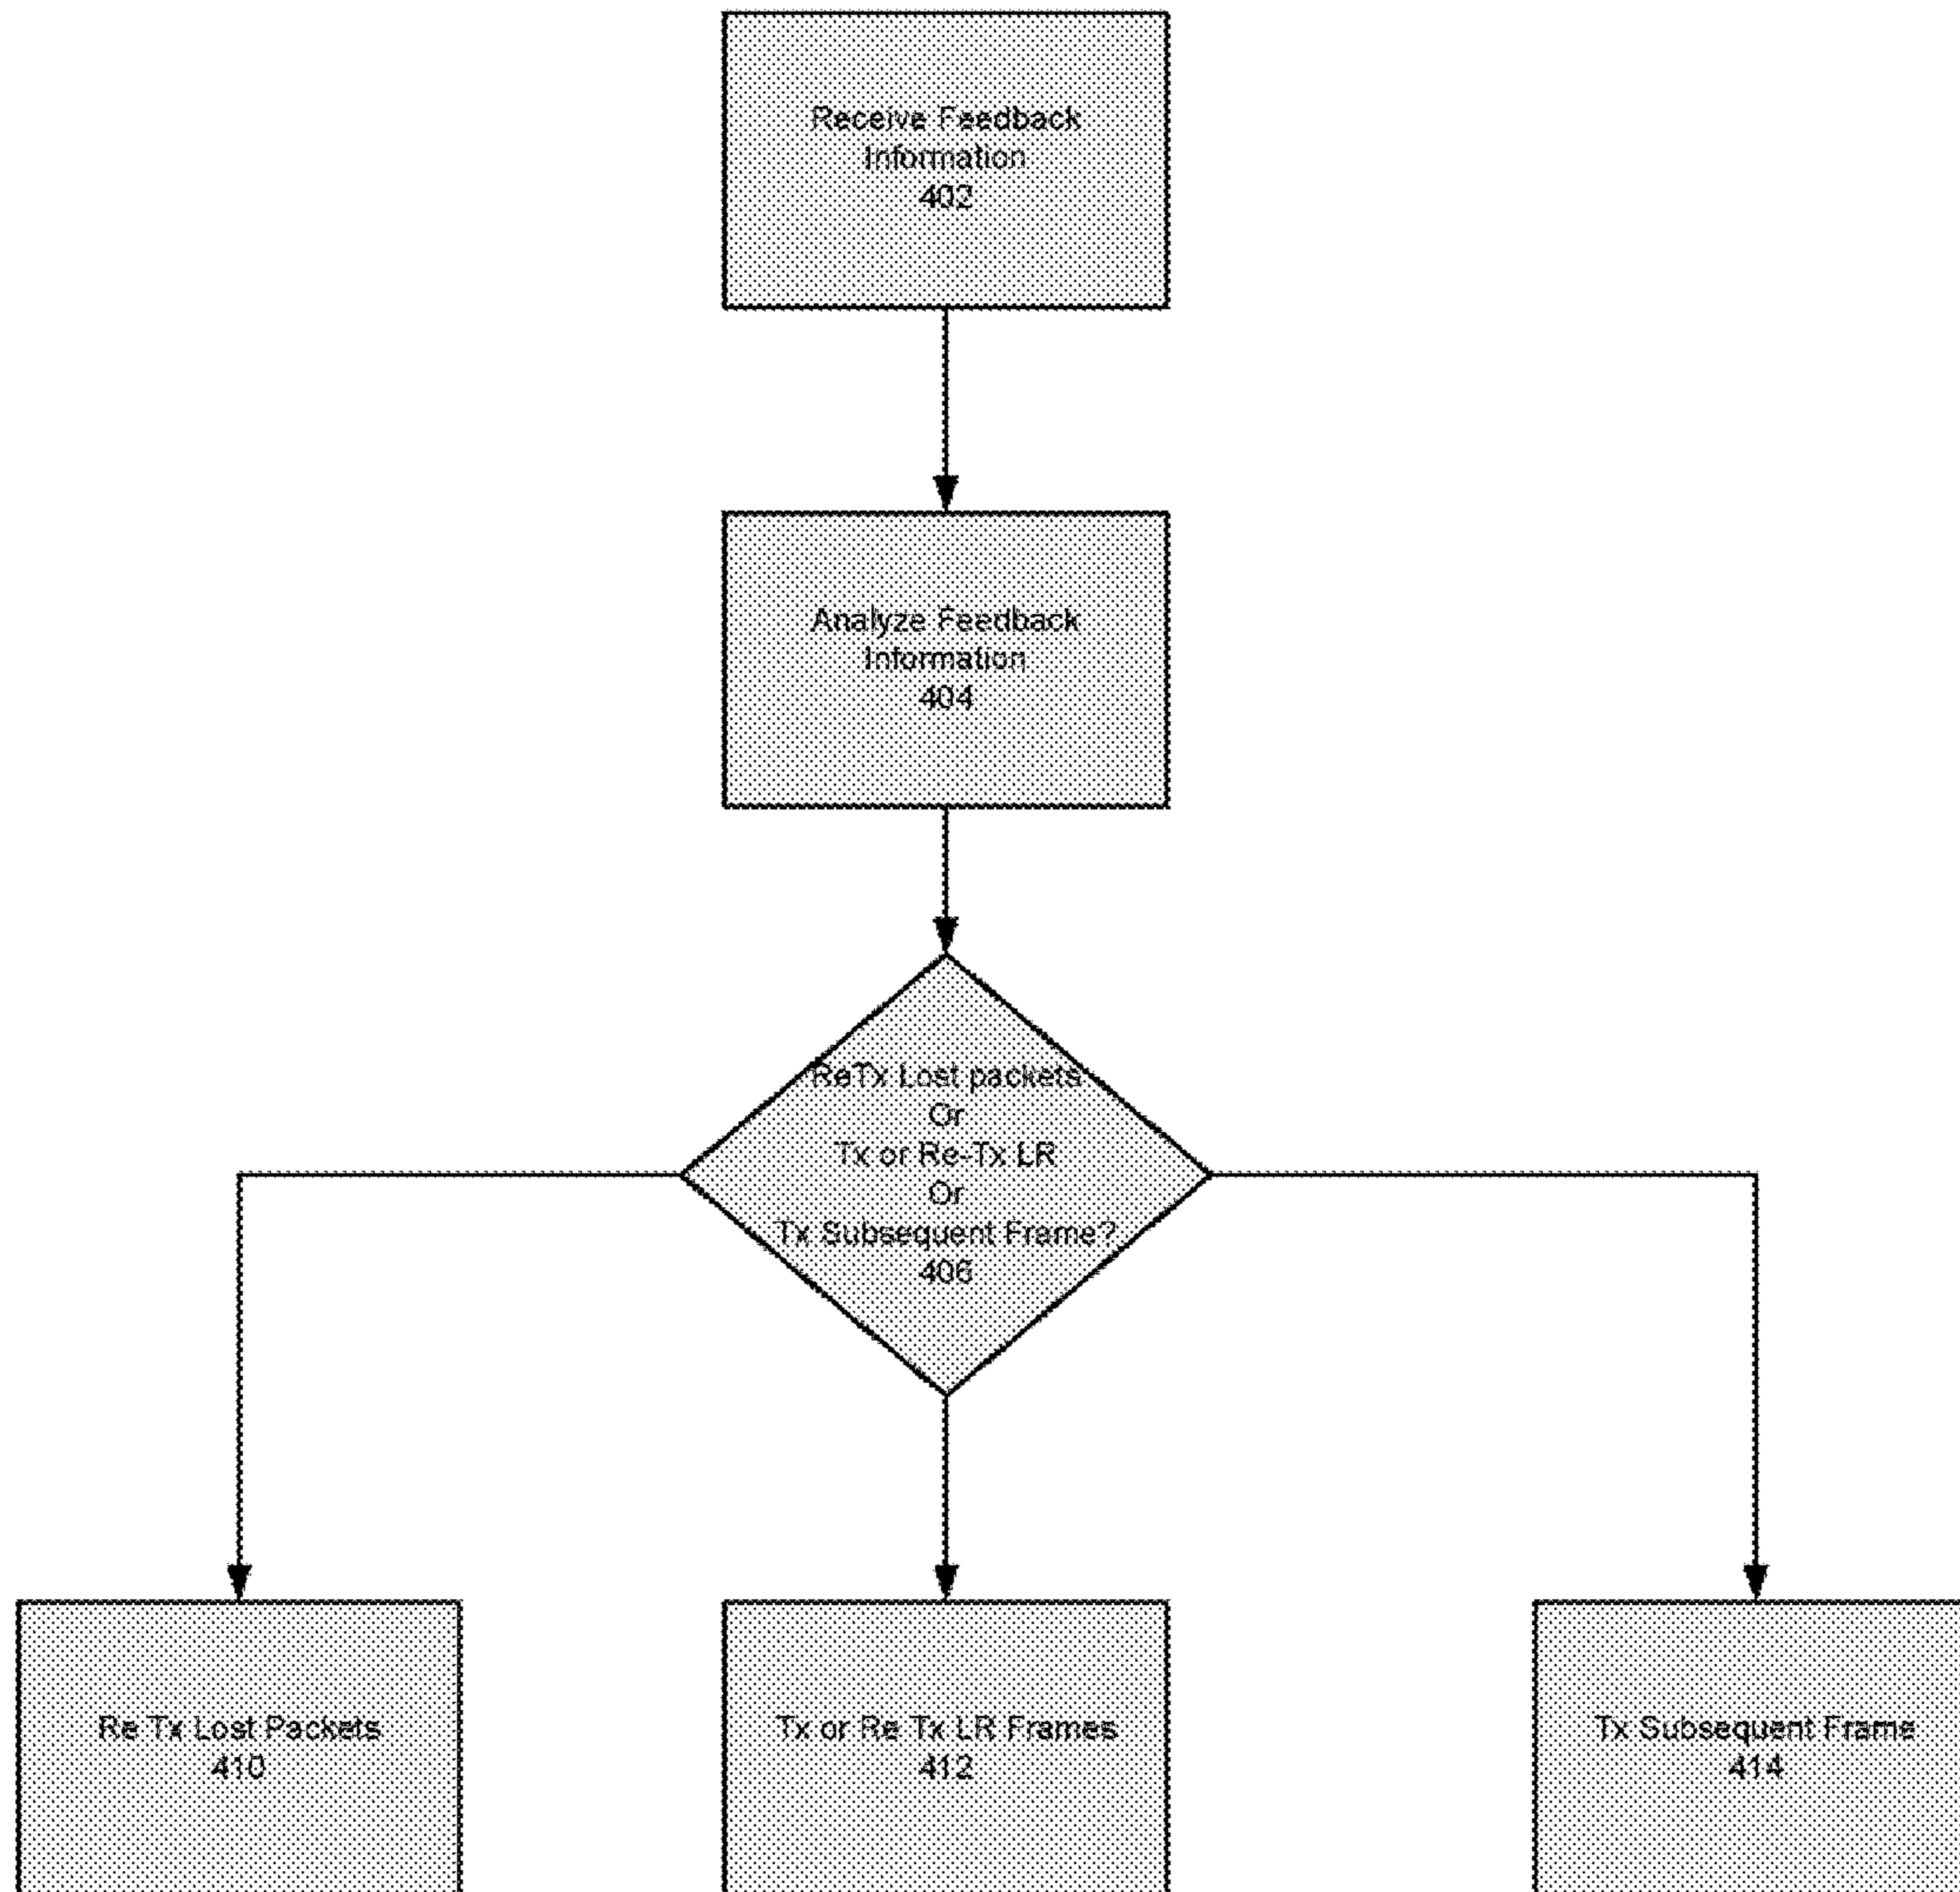 Receive Feedback
Information
402
Analyze Feedback
Information
404
ReTx Lost packets
Or
Tx or Re-Tx LR
Or
Tx Subsequent Frame?
406
Re Tx Lost Packets
410
Tx or Re Tx LR Frames
412
Tx Subsequent Frame
414